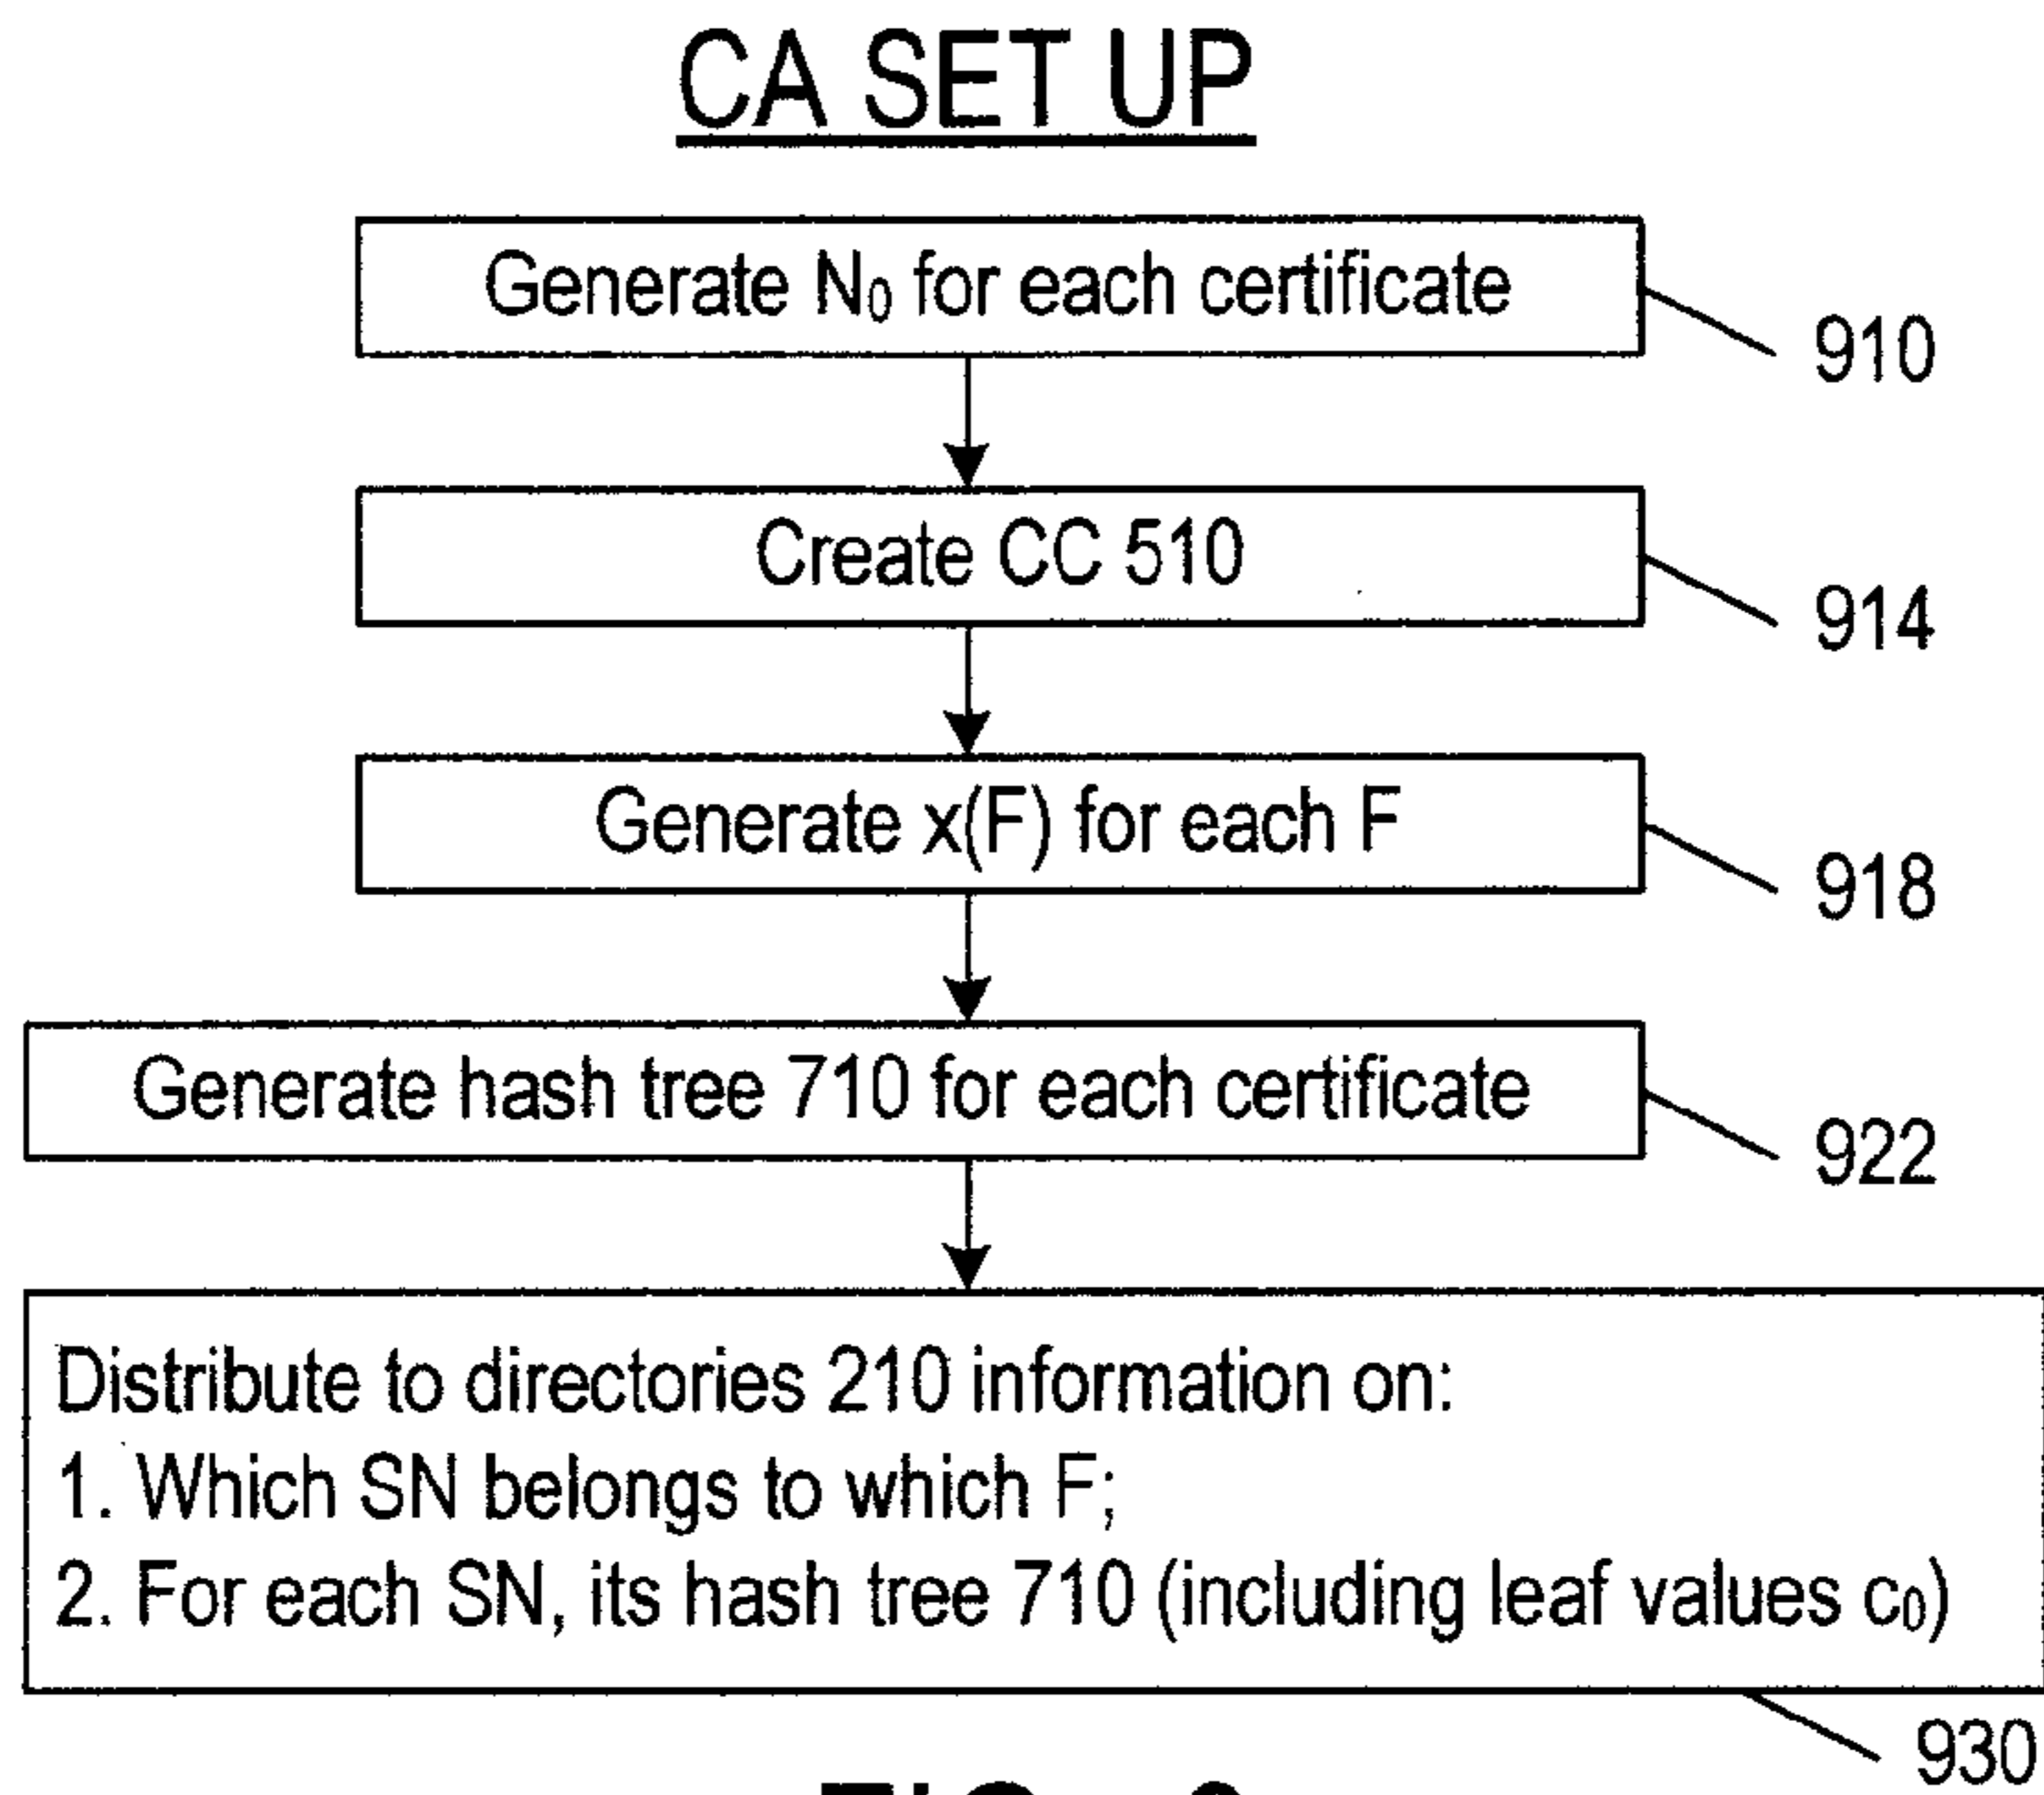 CA SET UP
Generate N₀ for each certificate
910
Create CC 510
914
Generate x(F) for each F
918
Generate hash tree 710 for each certificate
922
Distribute to directories 210 information on:
1. Which SN belongs to which F;
2. For each SN, its hash tree 710 (including leaf values c₀)
930